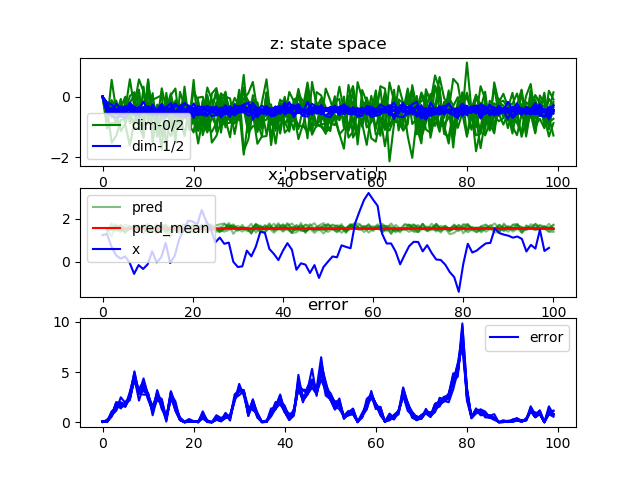 z: state space
0
−2
dim-0/2
dim-1/2
0 20 40 60 80 100
x: observation
2
0
pred
pred_mean
x
0 20 40 60 80 100
error
10
5
0
error
0 20 40 60 80 100